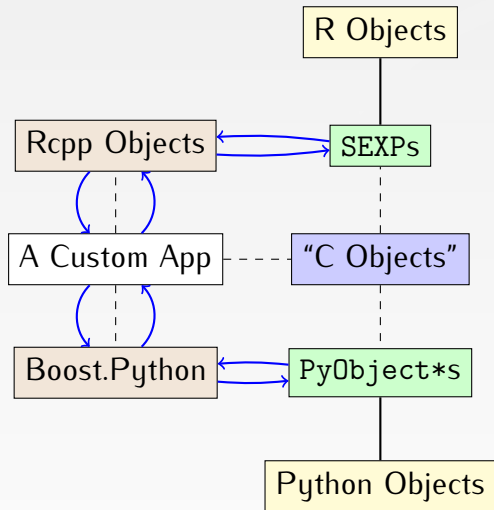 R Objects
Rcpp Objects
SEXPs
A Custom App
“C Objects”
Boost.Python
PyObject*s
Python Objects